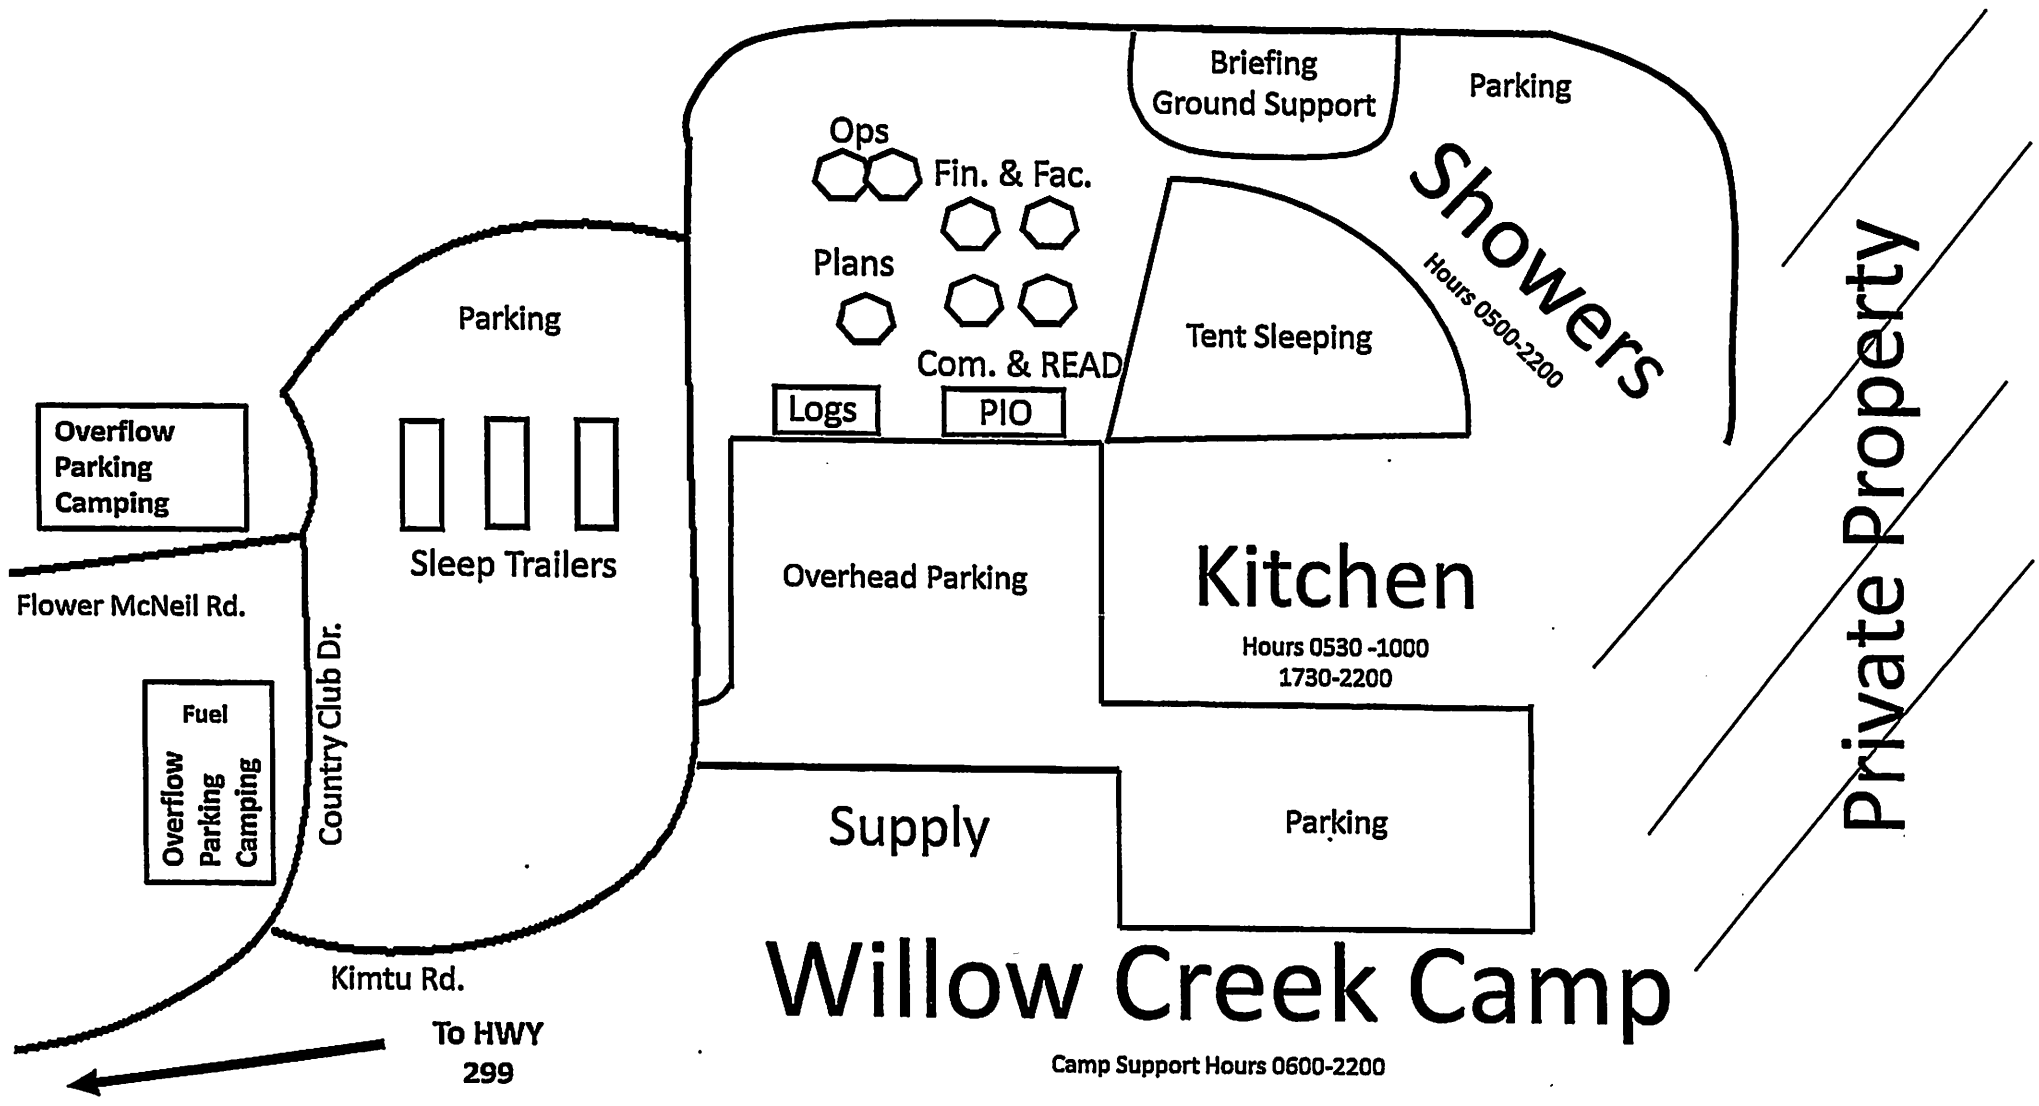 Briefing
Ground Support
Parking
Ops
Fin. & Fac.
Showers
Hours 0500-2200
Plans
Parking
Tent Sleeping
Com. & READ
Logs
PIO
Overflow
Parking
Camping
Sleep Trailers
Overhead Parking
Kitchen
Hours 0530 -1000
1730-2200
Private Property
Flower McNeil Rd.
Country Club Dr.
Fuel
Overflow
Parking
Camping
Supply
Parking
Kimtu Rd.
Willow Creek Camp
To HWY
299
Camp Support Hours 0600-2200